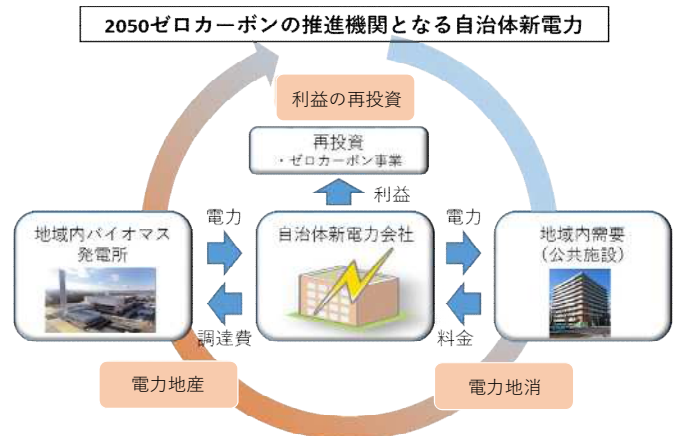 2050ゼロカーボンの推進機関となる自治体新電力
利益の再投資
再投資
・ゼロカーボン事業
利益
電力
電力
地域内バイオマス
発電所
自治体新電力会社
地域内需要
（公共施設）
調達費
料金
電力地産
電力地消